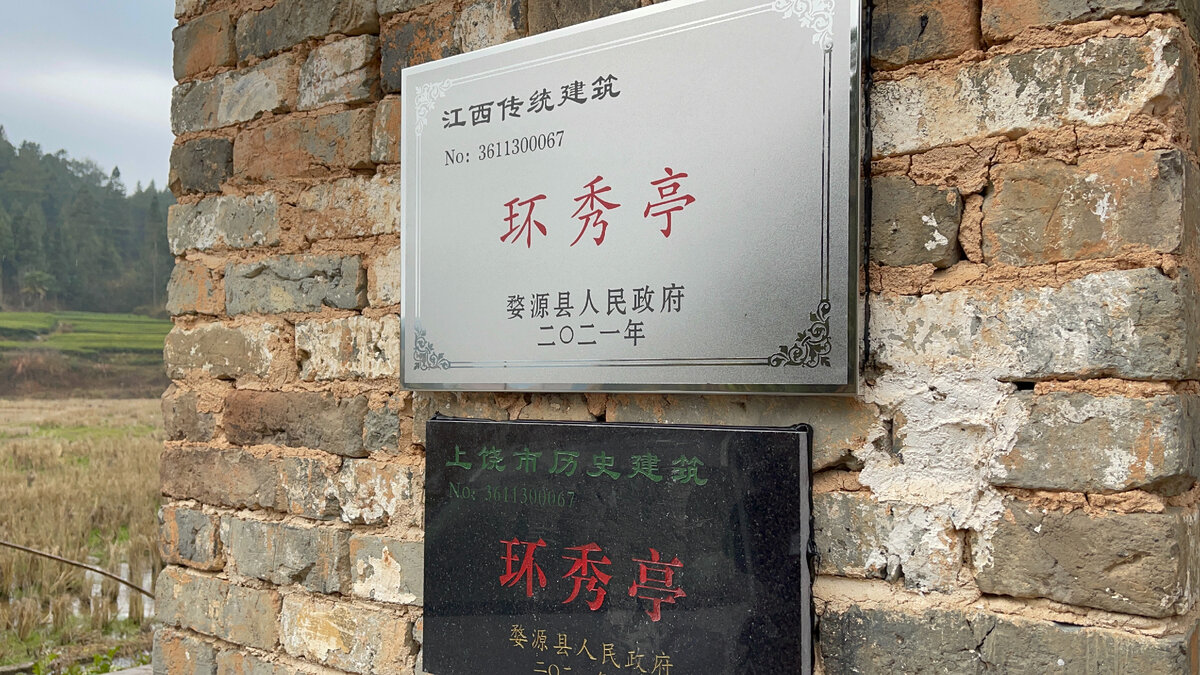 江西传统建筑
No: 3611300067
环秀亭
婺源县人民政府
二〇二一年
上饶市历史建筑
No: 3611300067
环秀亭
婺源县人民政府